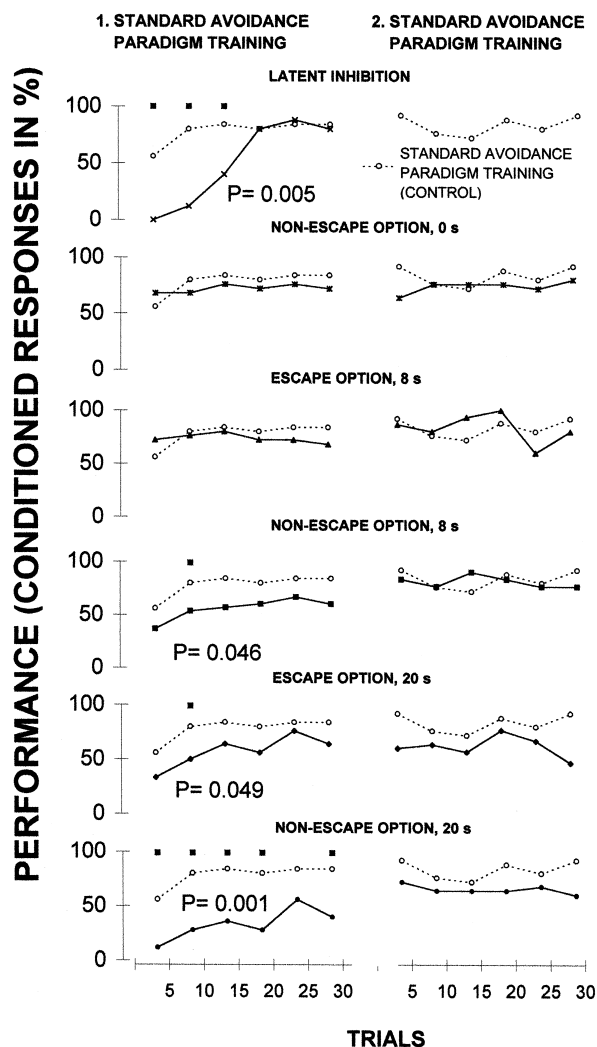 1. STANDARD AVOIDANCE
PARADIGM TRAINING
2. STANDARD AVOIDANCE
PARADIGM TRAINING
PERFORMANCE (CONDITIONED RESPONSES IN %)
LATENT INHIBITION
100
50
0
P= 0.005
STANDARD AVOIDANCE
PARADIGM TRAINING
(CONTROL)
NON-ESCAPE OPTION, 0 s
100
50
0
ESCAPE OPTION, 8 s
100
50
0
NON-ESCAPE OPTION, 8 s
100
50
0
P= 0.046
ESCAPE OPTION, 20 s
100
50
0
P= 0.049
NON-ESCAPE OPTION, 20 s
100
50
0
P= 0.001
5 10 15 20 25 30
5 10 15 20 25 30
TRIALS